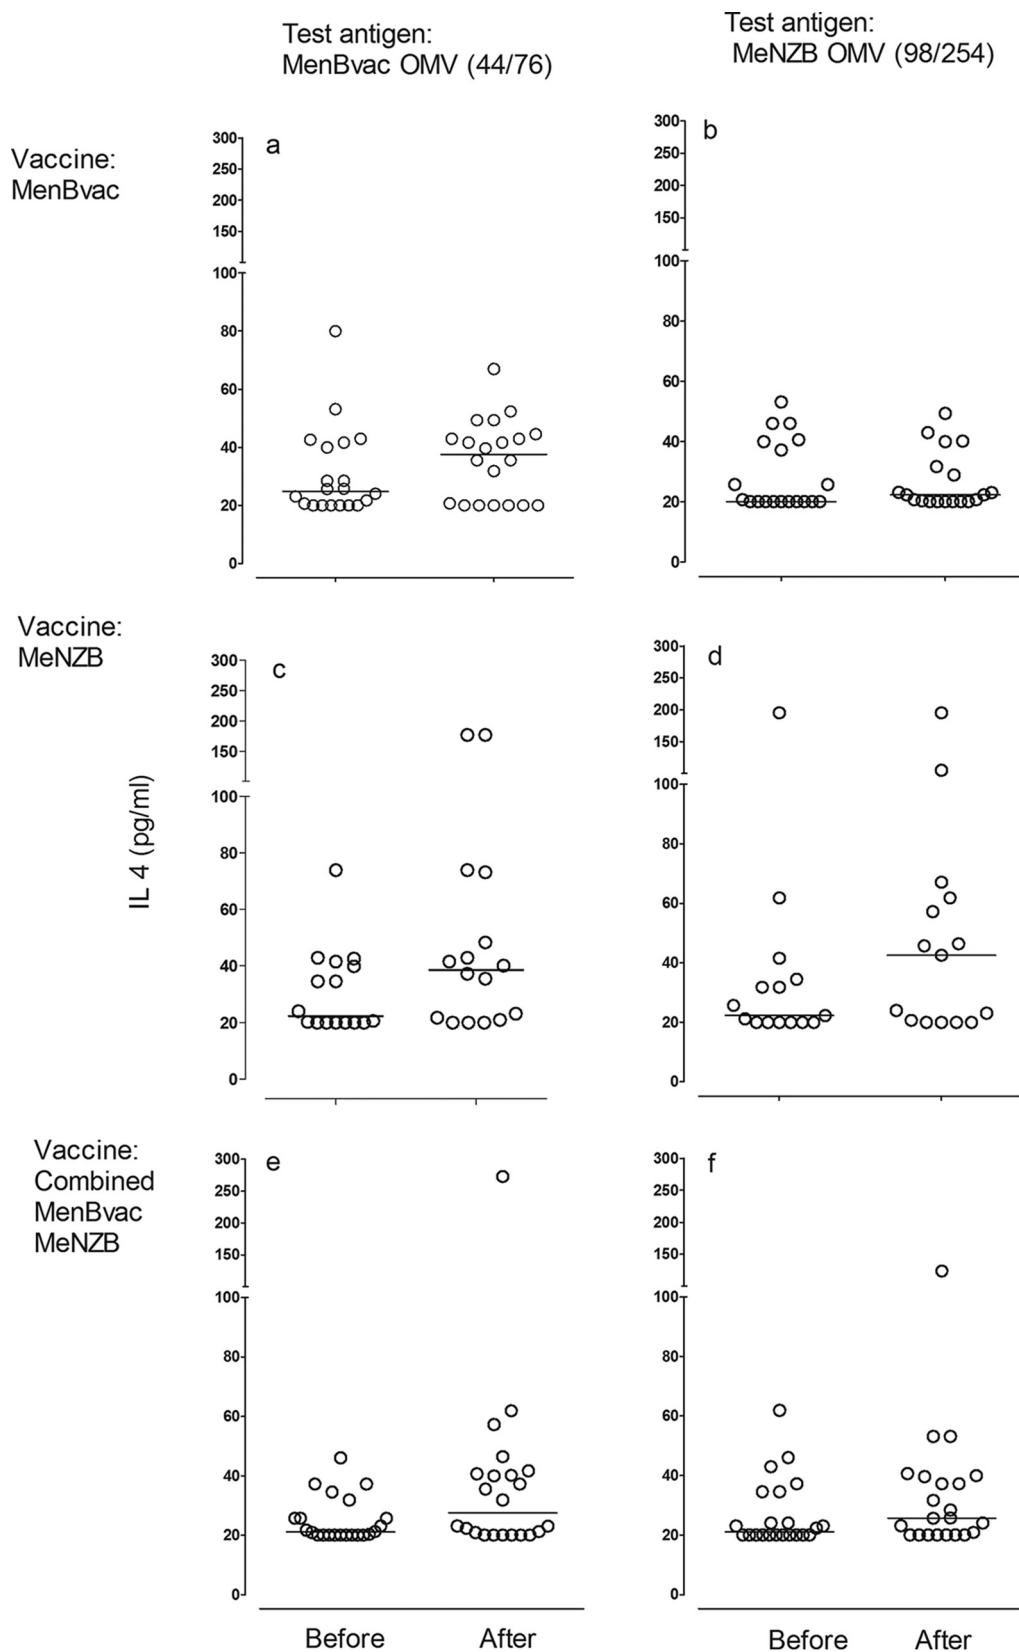 Test antigen:
MenBvac OMV (44/76)
Test antigen:
MeNZB OMV (98/254)
Vaccine:
MenBvac
a
300
250
200
150
100
80
60
40
20
0
b
300
250
200
150
100
80
60
40
20
0
Vaccine:
MeNZB
IL 4 (pg/ml)
c
300
250
200
150
100
80
60
40
20
0
d
300
250
200
150
100
80
60
40
20
0
Vaccine:
Combined
MenBvac
MeNZB
e
300
250
200
150
100
80
60
40
20
0
f
300
250
200
150
100
80
60
40
20
0
Before
After
Before
After